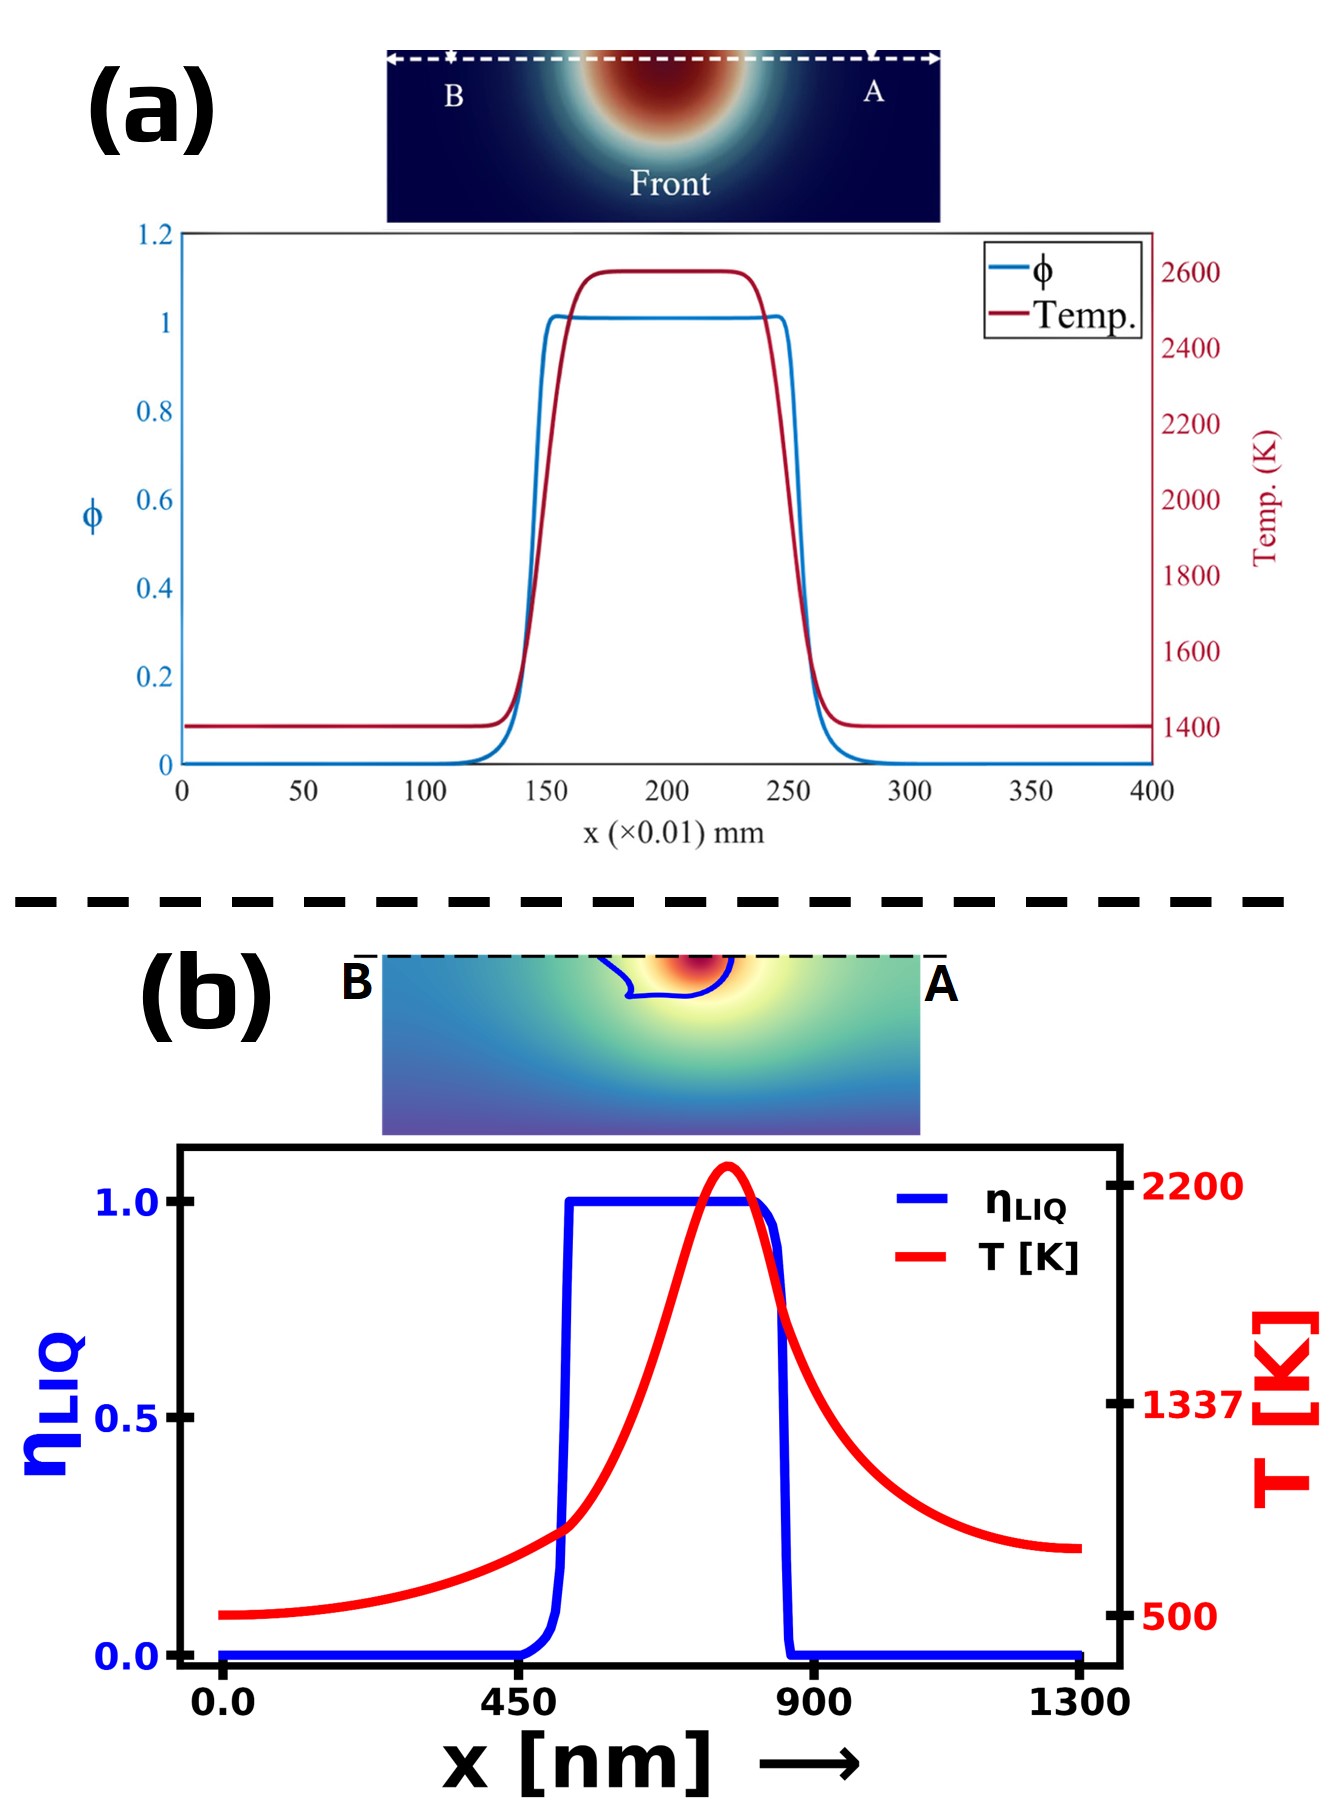 (a)
B
A
Front
1.2
1
0.8
0.6
0.4
0.2
0
ϕ
ϕ
Temp.
2600
2400
2200
2000
1800
1600
1400
Temp. (K)
0 50 100 150 200 250 300 350 400
x (×0.01) mm
(b)
B
A
1.0
0.5
0.0
η_LIQ
η_LIQ
T [K]
2200
1337
500
T [K]
0.0 450 900 1300
x [nm] ⟶